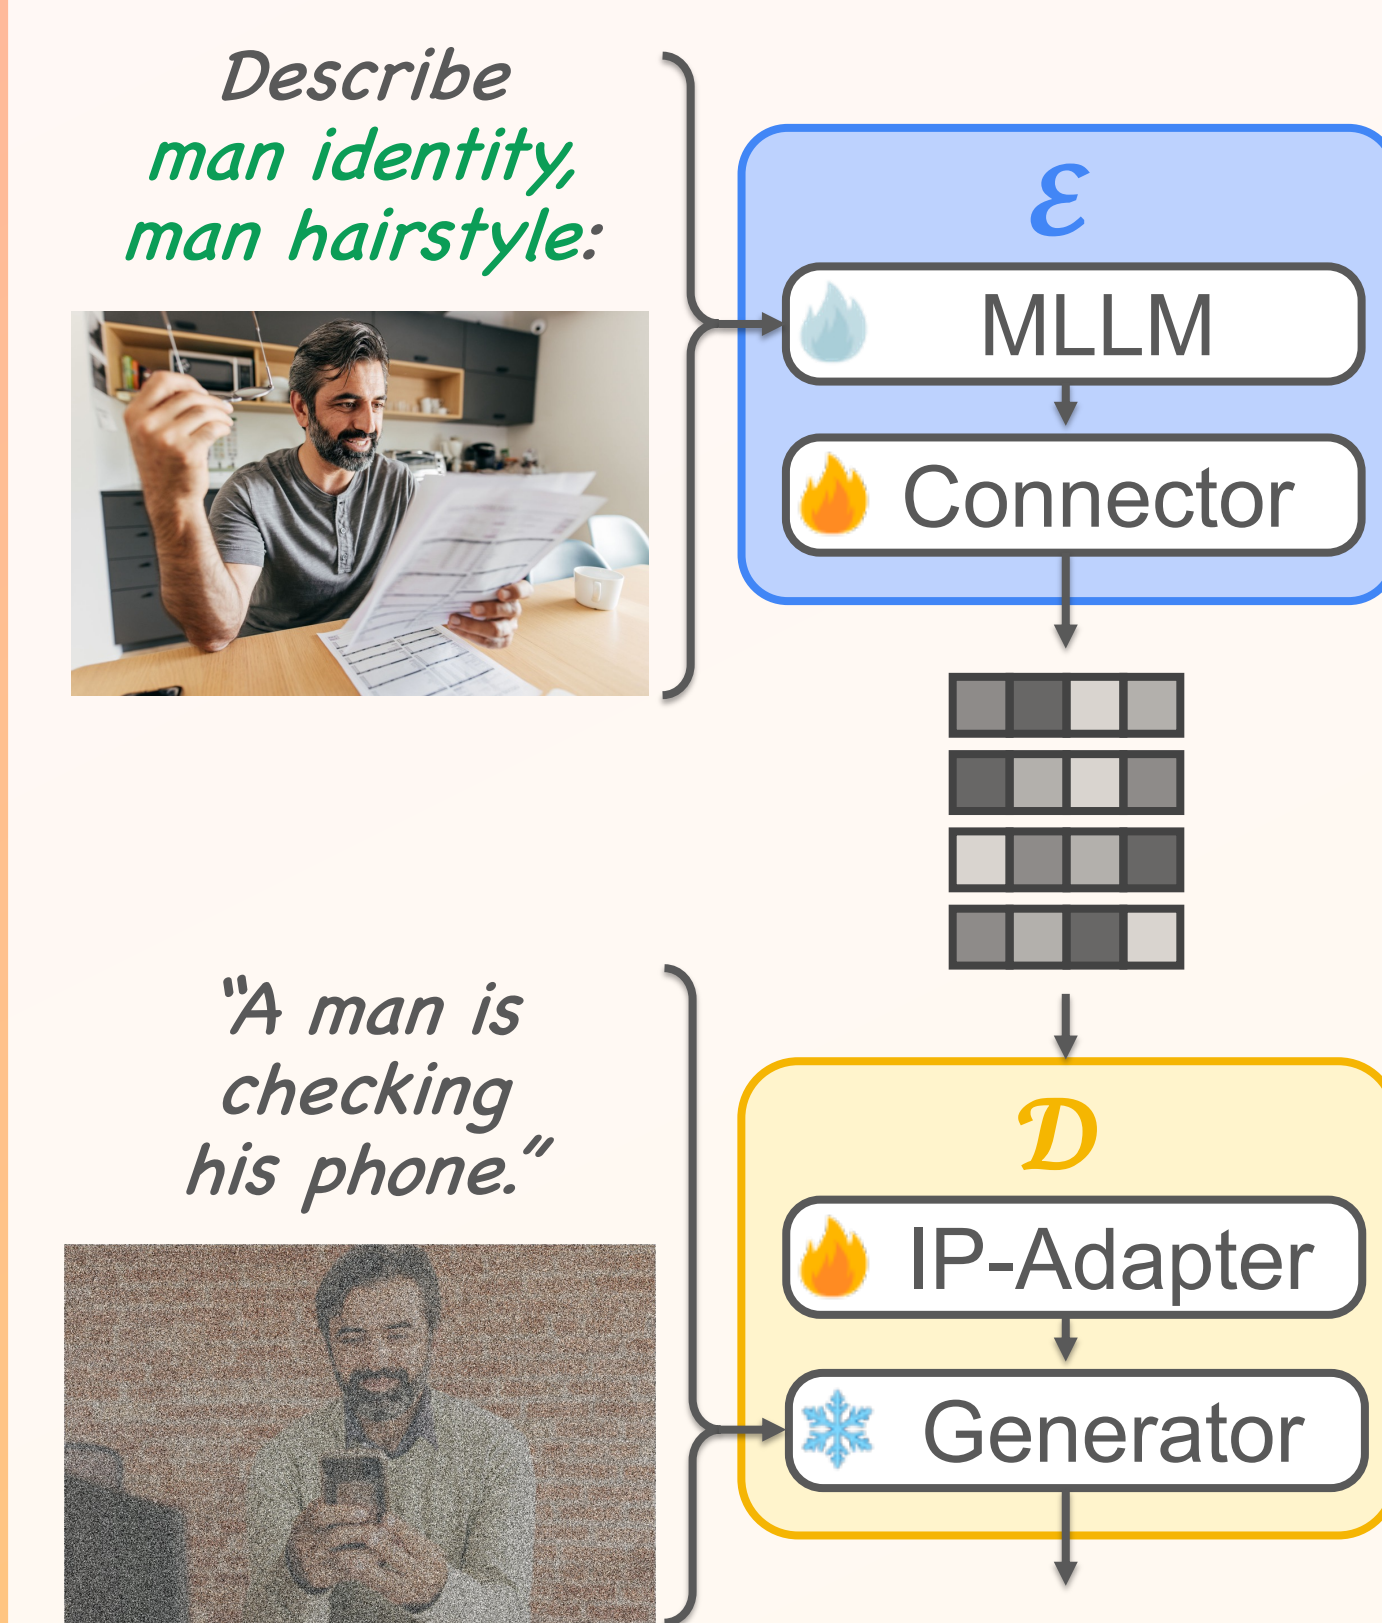 Describe
man identity,
man hairstyle:
ℰ
MLLM
Connector
“A man is
checking
his phone.”
𝒟
IP-Adapter
Generator